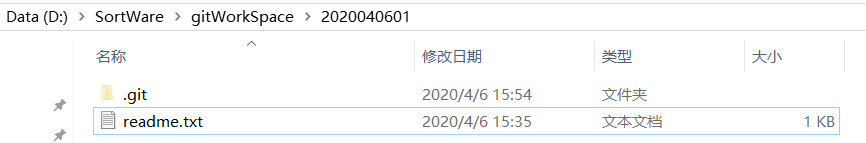 Data (D:) > SortWare > gitWorkSpace > 2020040601
名称 修改日期 类型 大小
.git 2020/4/6 15:54 文件夹
readme.txt 2020/4/6 15:35 文本文档 1 KB